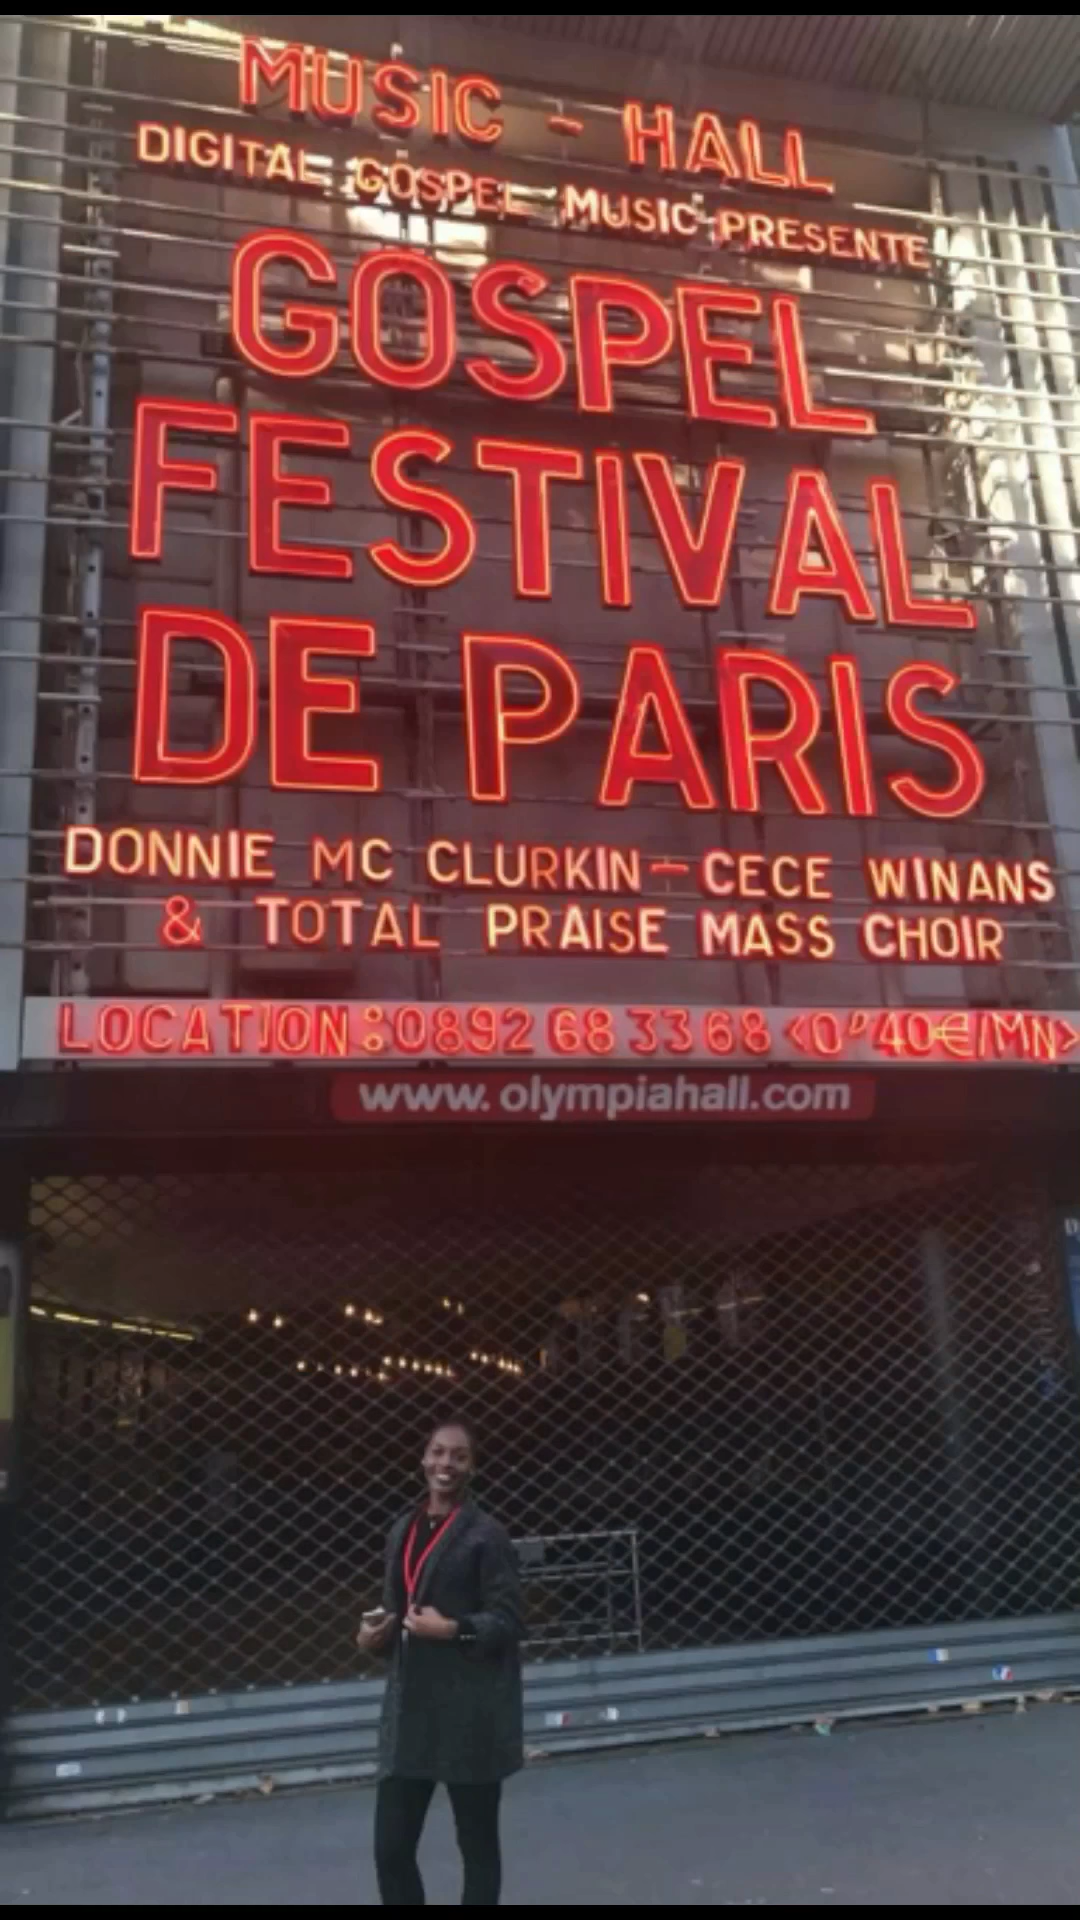 MUSIC - HALL
DIGITAL GOSPEL MUSIC PRESENTE
GOSPEL
FESTIVAL
DE PARIS
DONNIE MC CLURKIN - CECE WINANS
& TOTAL PRAISE MASS CHOIR
LOCATION : 0892 68 33 68 <0"40€/MN>
www.olympiahall.com